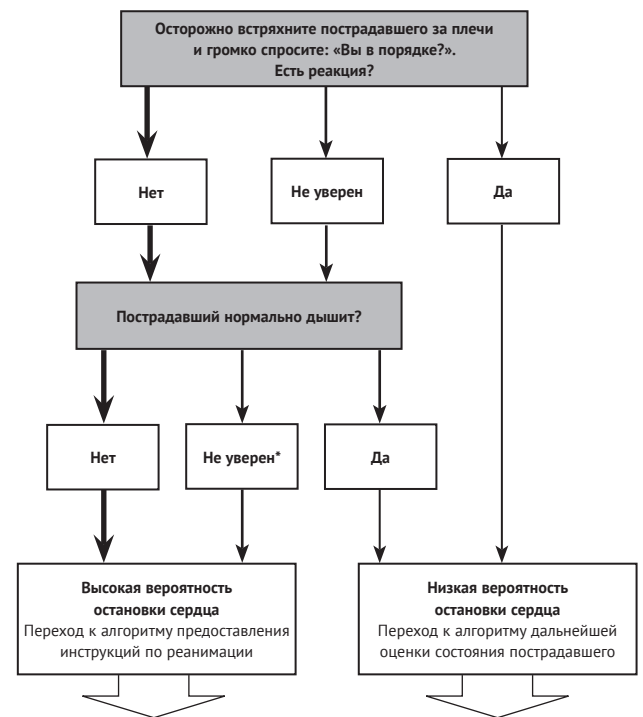 Осторожно встряхните пострадавшего за плечи
и громко спросите: «Вы в порядке?».
Есть реакция?
Нет
Не уверен
Да
Пострадавший нормально дышит?
Нет
Не уверен*
Да
Высокая вероятность
остановки сердца
Переход к алгоритму предоставления
инструкций по реанимации
Низкая вероятность
остановки сердца
Переход к алгоритму дальнейшей
оценки состояния пострадавшего